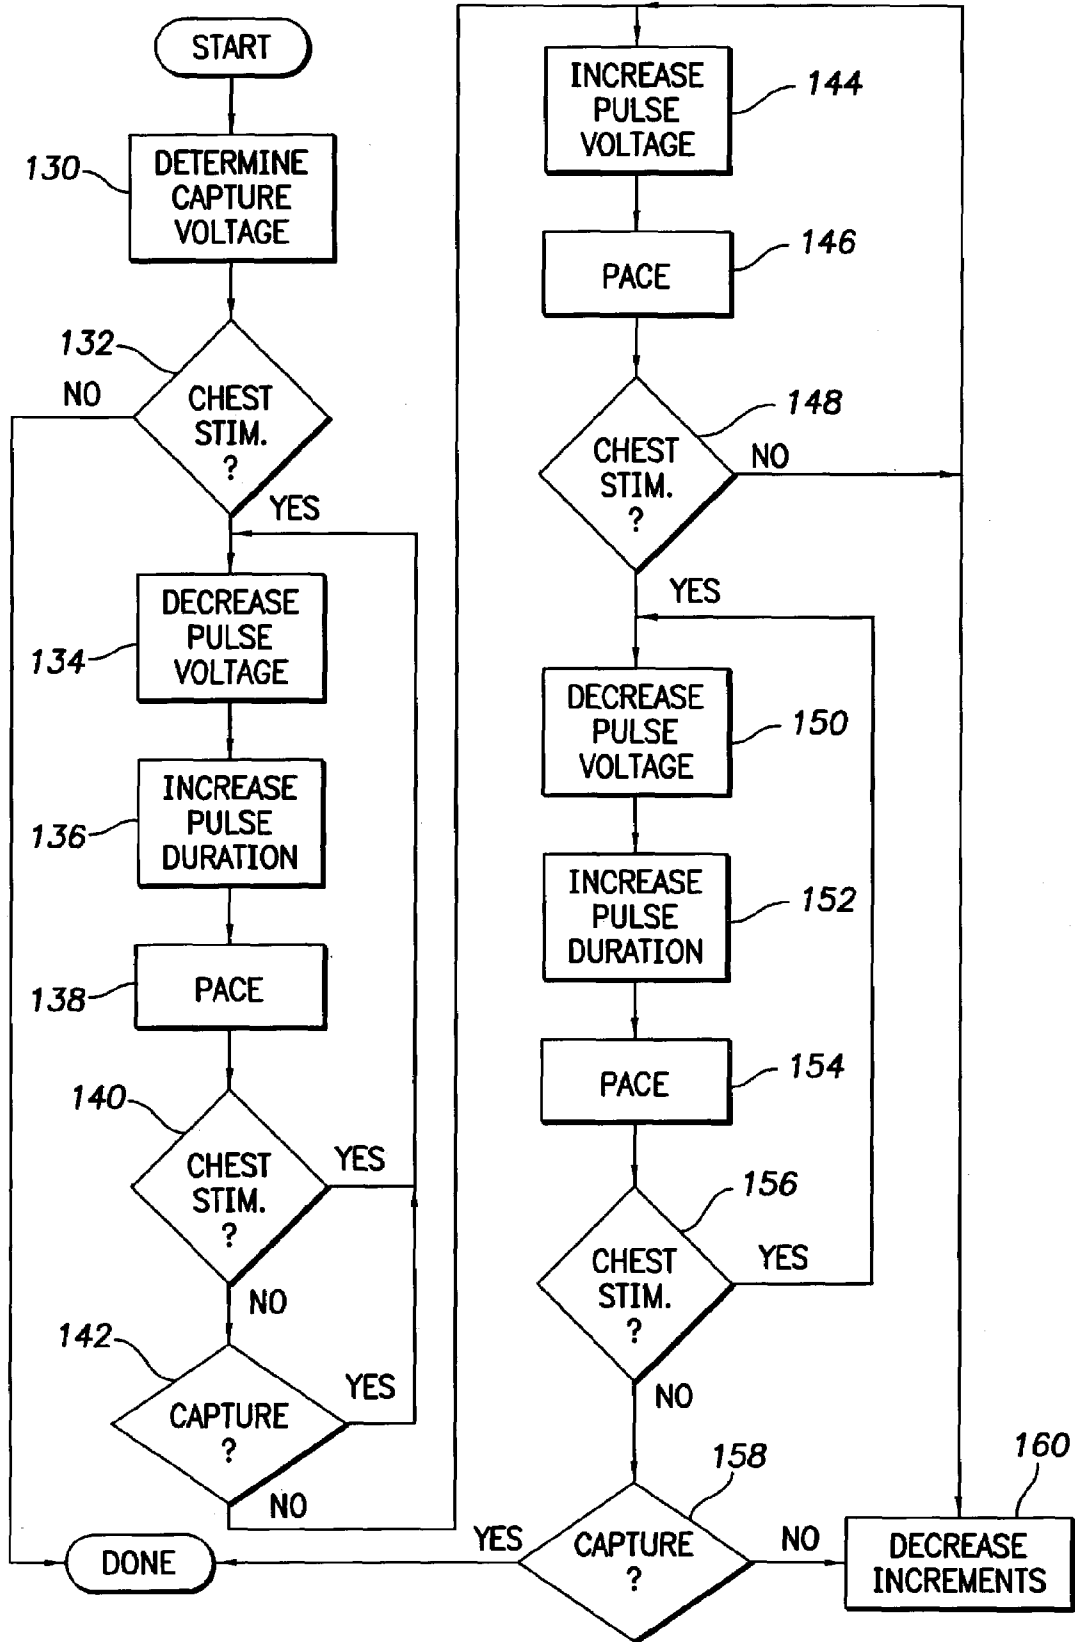 START
130
DETERMINE
CAPTURE
VOLTAGE
132
NO
CHEST
STIM.
?
YES
134
DECREASE
PULSE
VOLTAGE
136
INCREASE
PULSE
DURATION
138
PACE
140
CHEST
STIM.
?
YES
NO
142
CAPTURE
?
YES
NO
DONE
144
INCREASE
PULSE
VOLTAGE
146
PACE
148
CHEST
STIM.
?
NO
YES
150
DECREASE
PULSE
VOLTAGE
152
INCREASE
PULSE
DURATION
154
PACE
156
CHEST
STIM.
?
YES
NO
158
CAPTURE
?
YES
NO
160
DECREASE
INCREMENTS